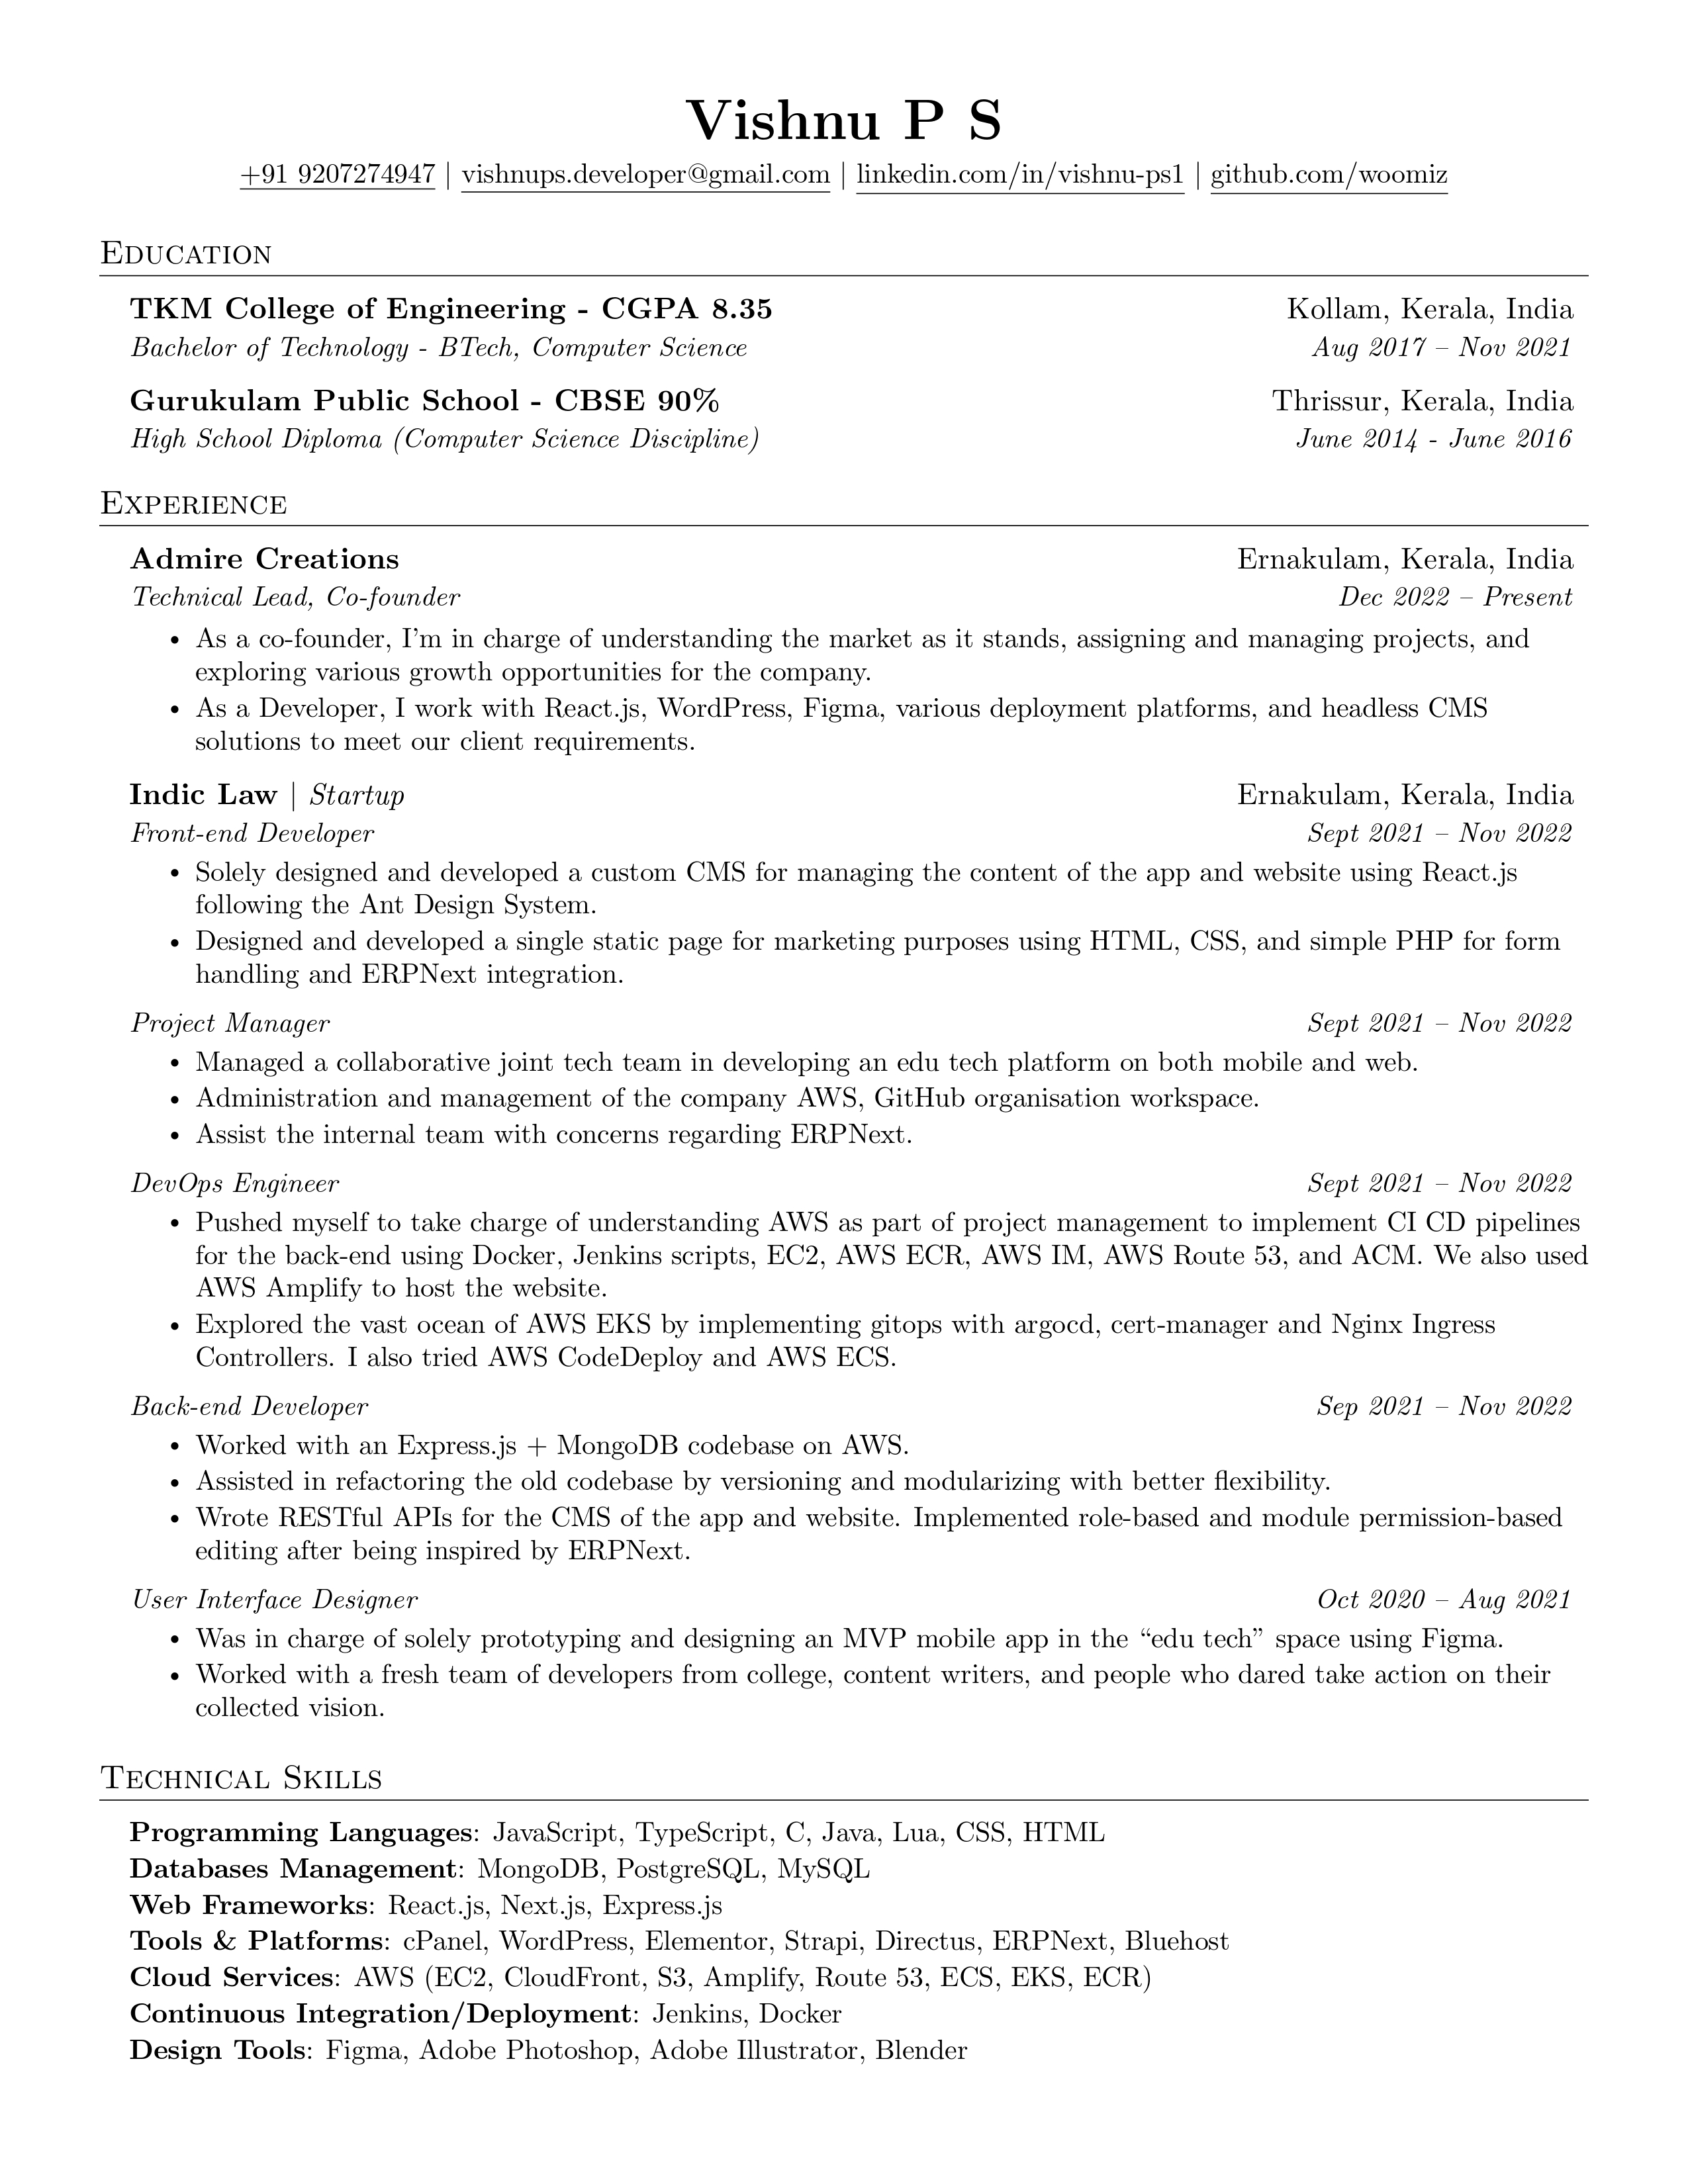 Vishnu P S
+91 9207274947 | vishnups.developer@gmail.com | linkedin.com/in/vishnu-ps1 | github.com/woomiz
Education
TKM College of Engineering - CGPA 8.35 Kollam, Kerala, India
Bachelor of Technology - BTech, Computer Science Aug 2017 – Nov 2021
Gurukulam Public School - CBSE 90% Thrissur, Kerala, India
High School Diploma (Computer Science Discipline) June 2014 - June 2016
Experience
Admire Creations Ernakulam, Kerala, India
Technical Lead, Co-founder Dec 2022 – Present
• As a co-founder, I'm in charge of understanding the market as it stands, assigning and managing projects, and
exploring various growth opportunities for the company.
• As a Developer, I work with React.js, WordPress, Figma, various deployment platforms, and headless CMS
solutions to meet our client requirements.
Indic Law | Startup Ernakulam, Kerala, India
Front-end Developer Sept 2021 – Nov 2022
• Solely designed and developed a custom CMS for managing the content of the app and website using React.js
following the Ant Design System.
• Designed and developed a single static page for marketing purposes using HTML, CSS, and simple PHP for form
handling and ERPNext integration.
Project Manager Sept 2021 – Nov 2022
• Managed a collaborative joint tech team in developing an edu tech platform on both mobile and web.
• Administration and management of the company AWS, GitHub organisation workspace.
• Assist the internal team with concerns regarding ERPNext.
DevOps Engineer Sept 2021 – Nov 2022
• Pushed myself to take charge of understanding AWS as part of project management to implement CI CD pipelines
for the back-end using Docker, Jenkins scripts, EC2, AWS ECR, AWS IM, AWS Route 53, and ACM. We also used
AWS Amplify to host the website.
• Explored the vast ocean of AWS EKS by implementing gitops with argocd, cert-manager and Nginx Ingress
Controllers. I also tried AWS CodeDeploy and AWS ECS.
Back-end Developer Sep 2021 – Nov 2022
• Worked with an Express.js + MongoDB codebase on AWS.
• Assisted in refactoring the old codebase by versioning and modularizing with better flexibility.
• Wrote RESTful APIs for the CMS of the app and website. Implemented role-based and module permission-based
editing after being inspired by ERPNext.
User Interface Designer Oct 2020 – Aug 2021
• Was in charge of solely prototyping and designing an MVP mobile app in the “edu tech” space using Figma.
• Worked with a fresh team of developers from college, content writers, and people who dared take action on their
collected vision.
Technical Skills
Programming Languages: JavaScript, TypeScript, C, Java, Lua, CSS, HTML
Databases Management: MongoDB, PostgreSQL, MySQL
Web Frameworks: React.js, Next.js, Express.js
Tools & Platforms: cPanel, WordPress, Elementor, Strapi, Directus, ERPNext, Bluehost
Cloud Services: AWS (EC2, CloudFront, S3, Amplify, Route 53, ECS, EKS, ECR)
Continuous Integration/Deployment: Jenkins, Docker
Design Tools: Figma, Adobe Photoshop, Adobe Illustrator, Blender